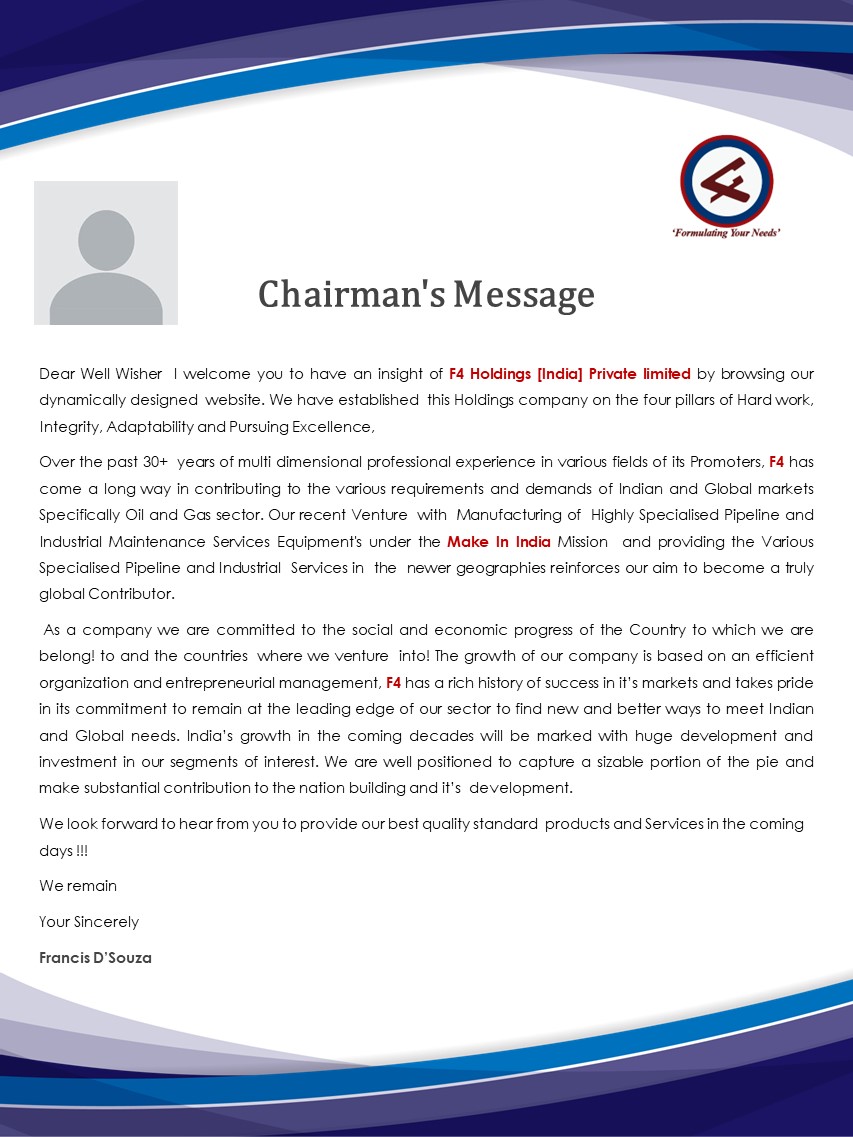 'Formulating Your Needs'
Chairman's Message
Dear Well Wisher I welcome you to have an insight of F4 Holdings [India] Private limited by browsing our
dynamically designed website. We have established this Holdings company on the four pillars of Hard work,
Integrity, Adaptability and Pursuing Excellence,
Over the past 30+ years of multi dimensional professional experience in various fields of its Promoters, F4 has
come a long way in contributing to the various requirements and demands of Indian and Global markets
Specifically Oil and Gas sector. Our recent Venture with Manufacturing of Highly Specialised Pipeline and
Industrial Maintenance Services Equipment's under the Make In India Mission and providing the Various
Specialised Pipeline and Industrial Services in the newer geographies reinforces our aim to become a truly
global Contributor.
As a company we are committed to the social and economic progress of the Country to which we are
belong! to and the countries where we venture into! The growth of our company is based on an efficient
organization and entrepreneurial management, F4 has a rich history of success in it's markets and takes pride
in its commitment to remain at the leading edge of our sector to find new and better ways to meet Indian
and Global needs. India's growth in the coming decades will be marked with huge development and
investment in our segments of interest. We are well positioned to capture a sizable portion of the pie and
make substantial contribution to the nation building and it's development.
We look forward to hear from you to provide our best quality standard products and Services in the coming
days !!!
We remain
Your Sincerely
Francis D'Souza